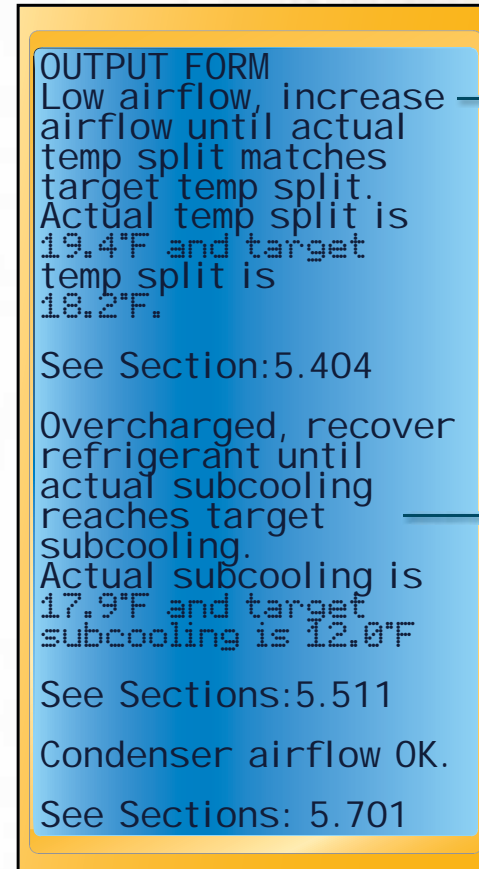 OUTPUT FORM
Low airflow, increase
airflow until actual
temp split matches
target temp split.
Actual temp split is
19.4°F and target
temp split is
18.2°F.
See Section:5.404
Overcharged, recover
refrigerant until
actual subcooling
reaches target
subcooling.
Actual subcooling is
17.9°F and target
subcooling is 12.0°F
See Sections:5.511
Condenser airflow OK.
See Sections: 5.701